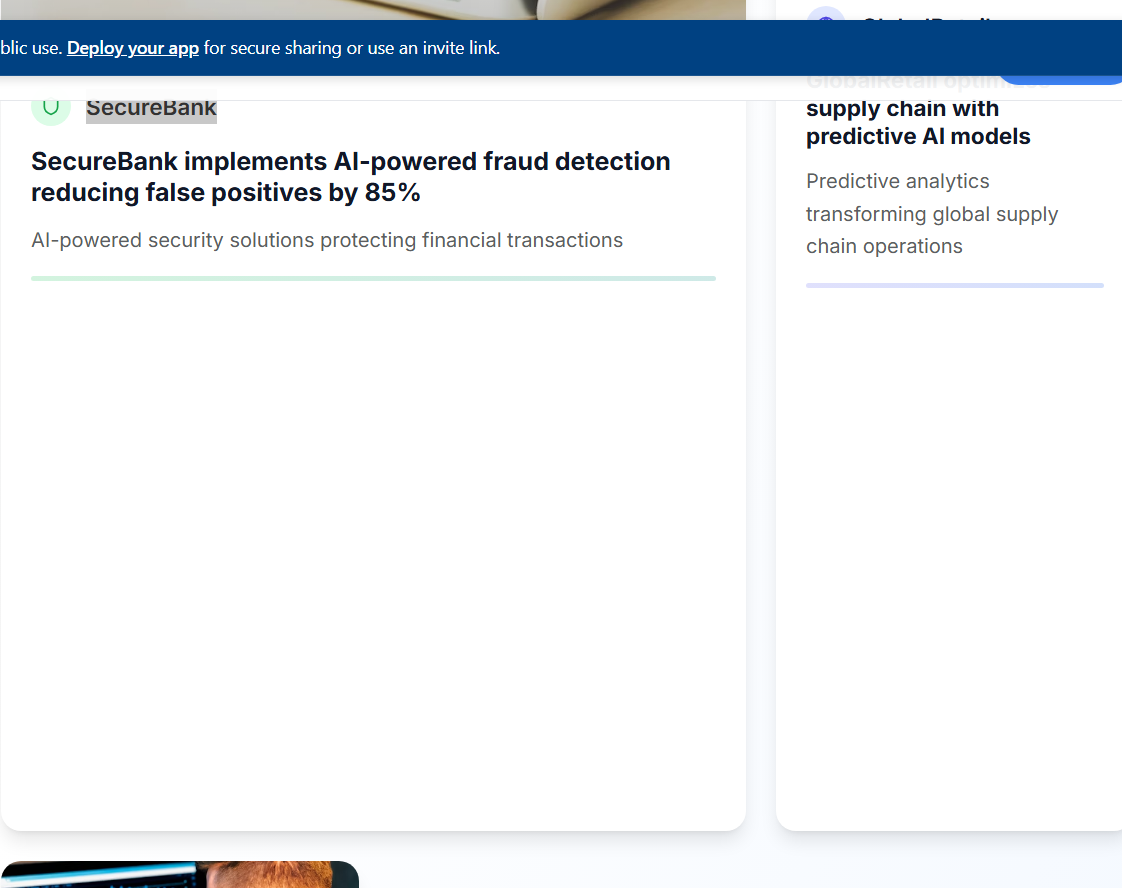 blic use. Deploy your app for secure sharing or use an invite link.
SecureBank
SecureBank implements AI-powered fraud detection
reducing false positives by 85%
AI-powered security solutions protecting financial transactions
GlobalRetail
GlobalRetail optimizes
supply chain with
predictive AI models
Predictive analytics
transforming global supply
chain operations